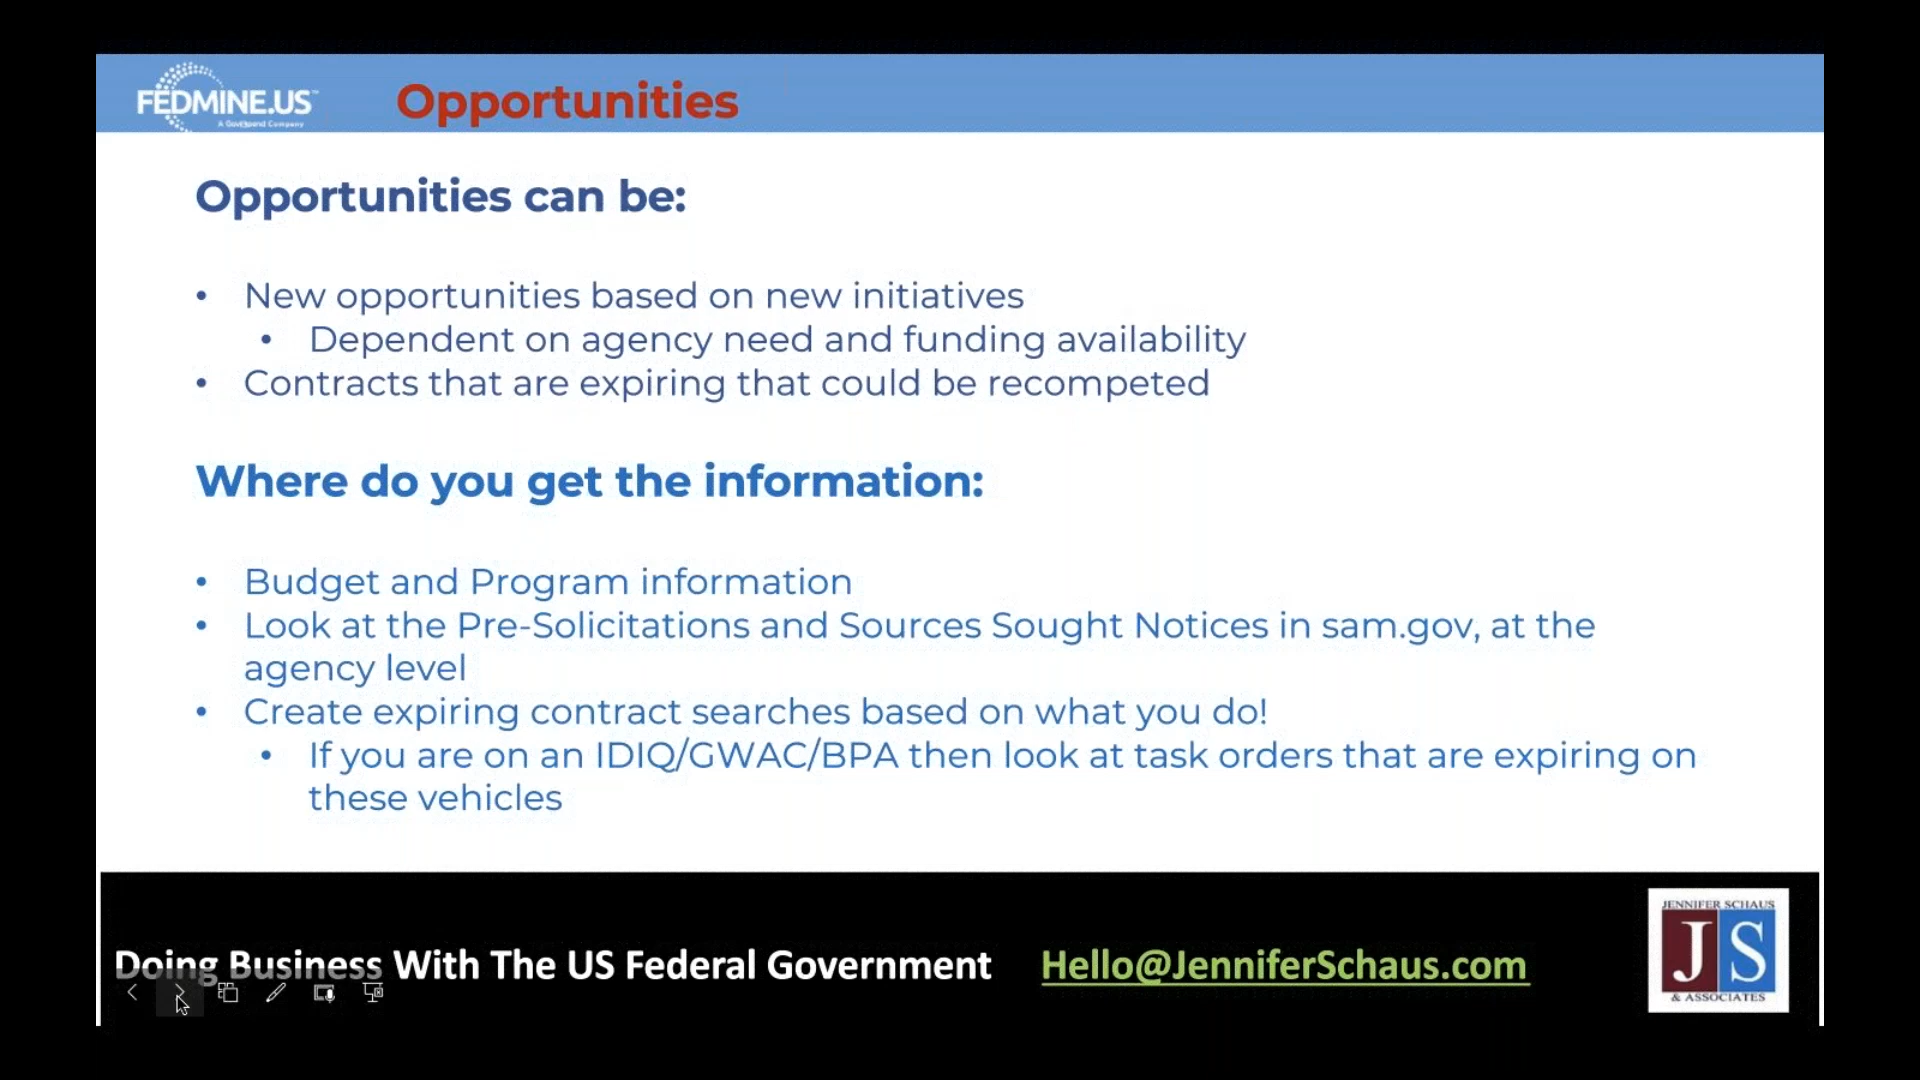 FEDMINE.US™
A GovSpend Company
Opportunities
Opportunities can be:
• New opportunities based on new initiatives
• Dependent on agency need and funding availability
• Contracts that are expiring that could be recompeted
Where do you get the information:
• Budget and Program information
• Look at the Pre-Solicitations and Sources Sought Notices in sam.gov, at the
agency level
• Create expiring contract searches based on what you do!
• If you are on an IDIQ/GWAC/BPA then look at task orders that are expiring on
these vehicles
Doing Business With The US Federal Government
Hello@JenniferSchaus.com
JENNIFER SCHAUS
JS
& ASSOCIATES